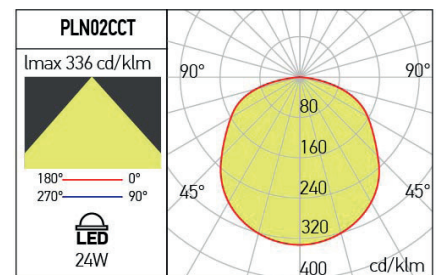 PLN02CCT
Imax 336 cd/klm
180° 0°
270° 90°
LED
24W
90° 90°
80
160
45° 240 45°
320
400 cd/klm